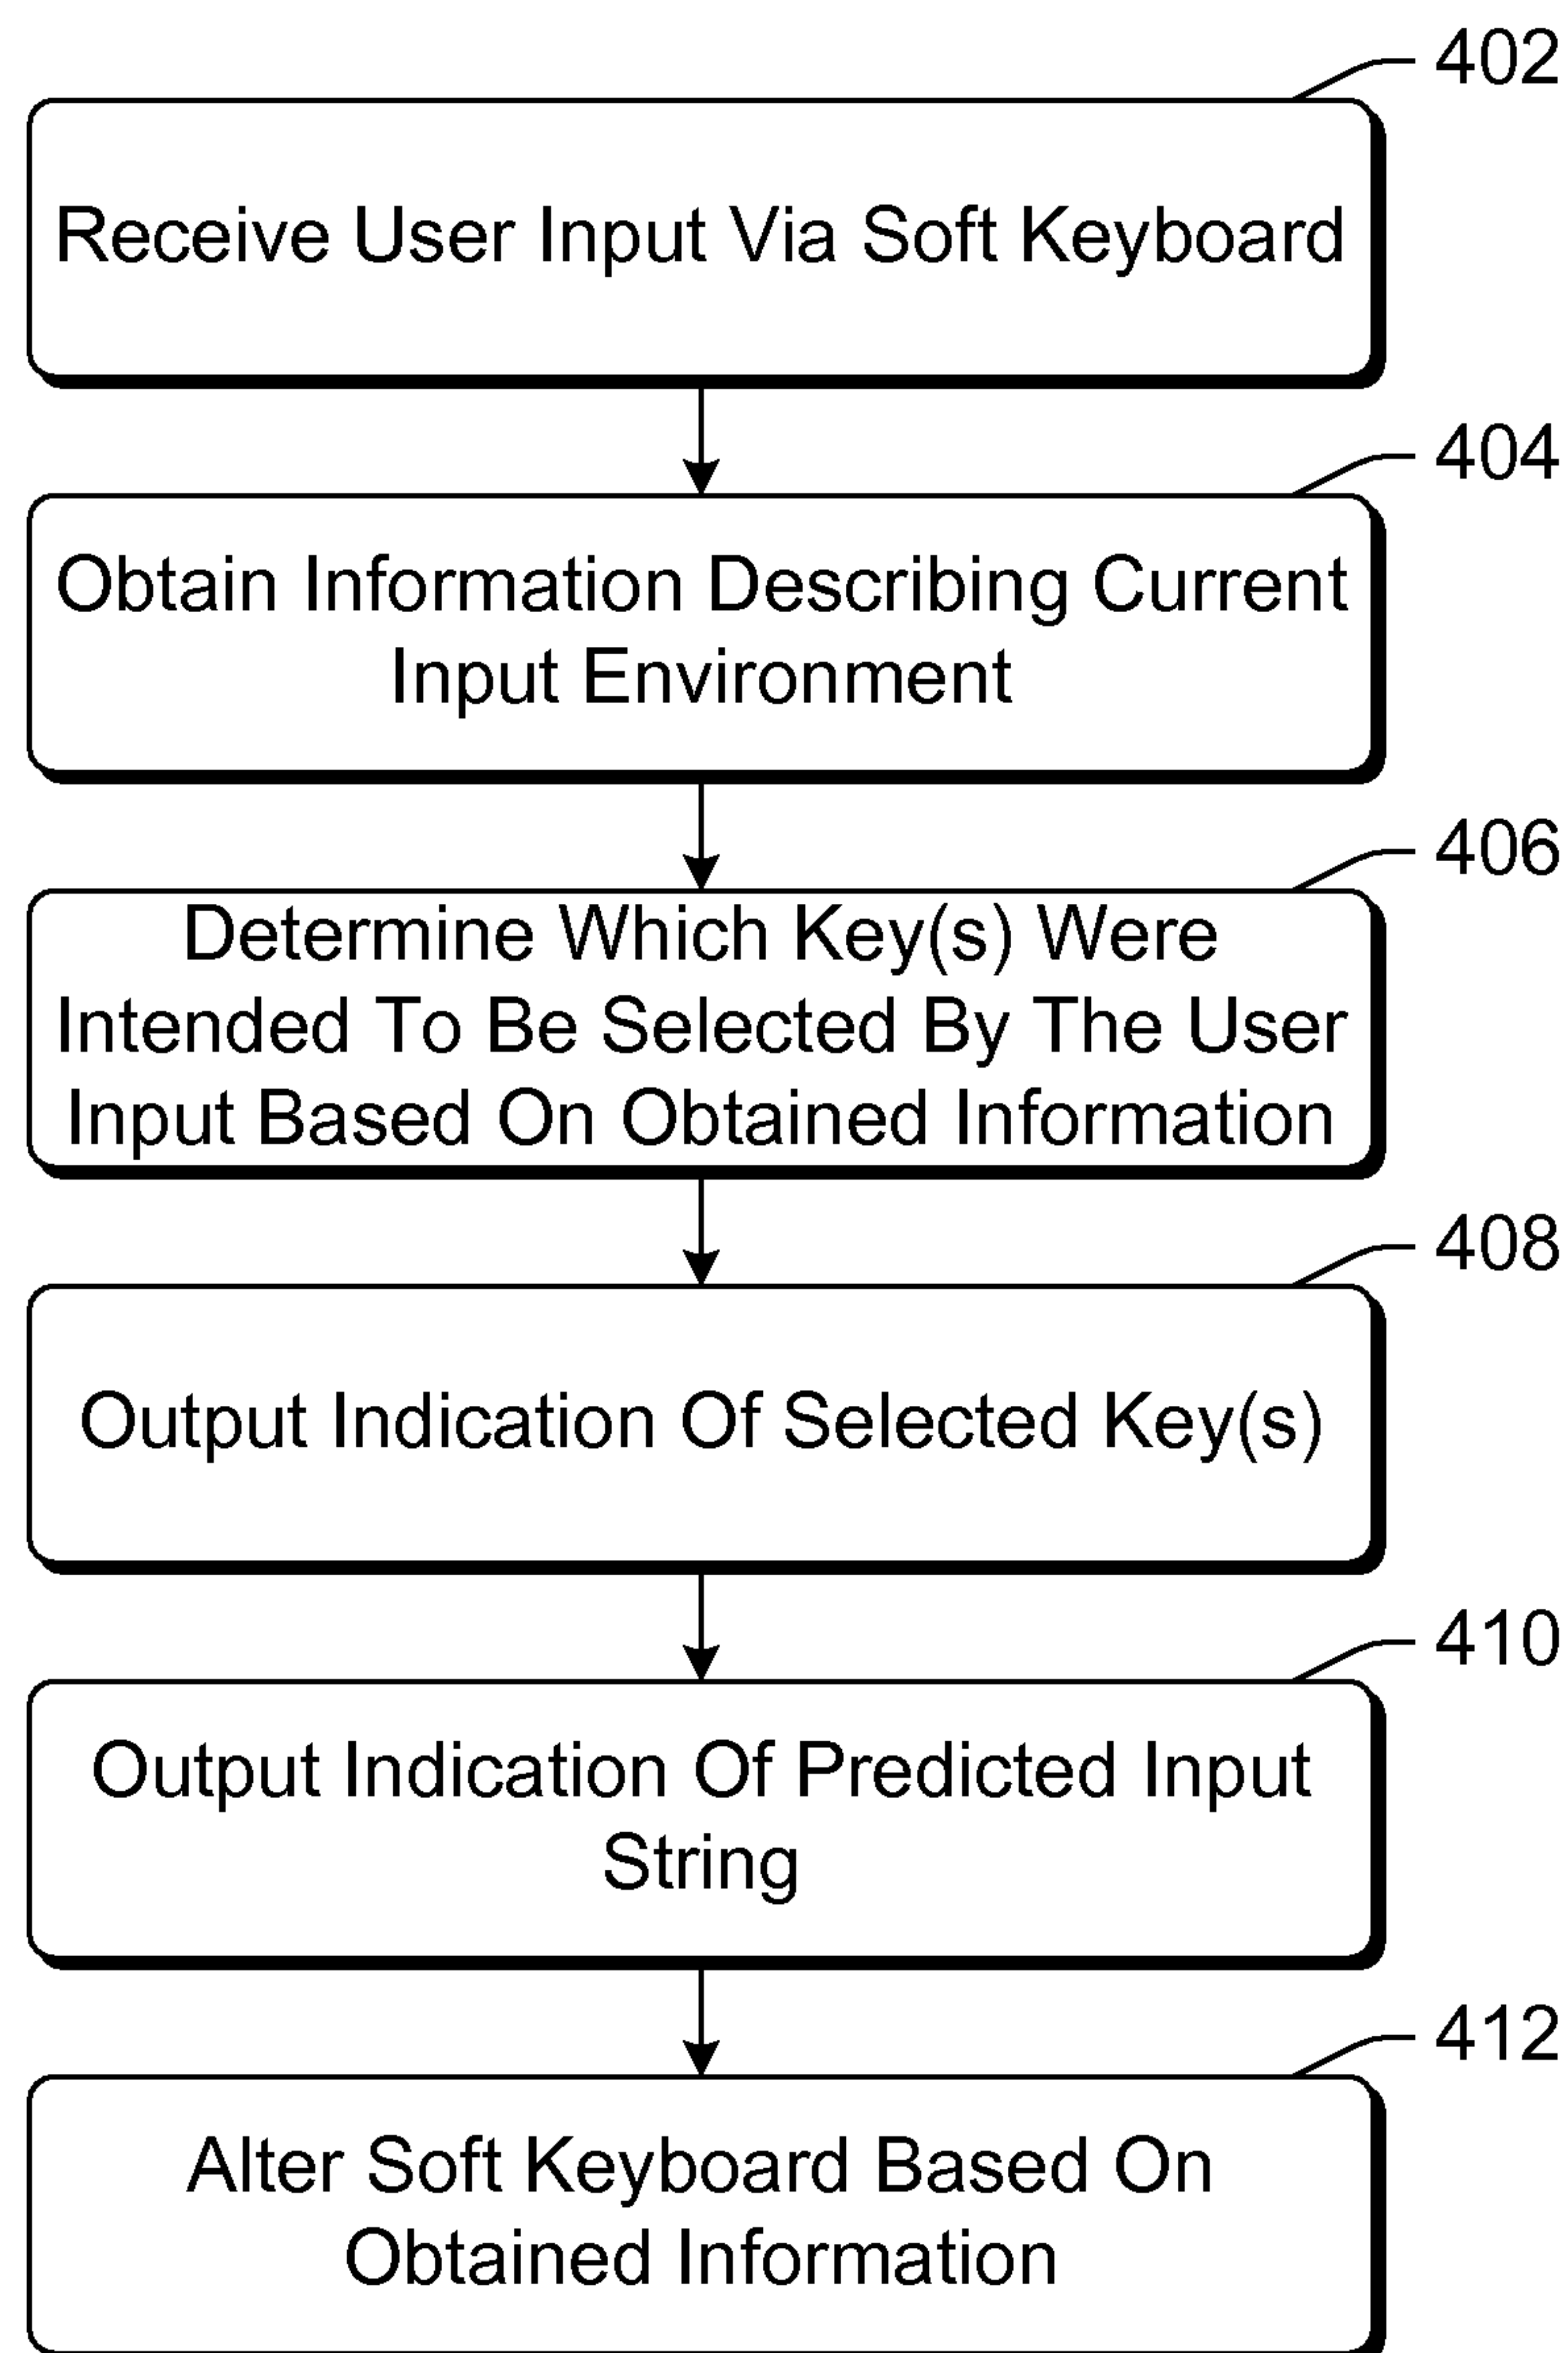 402
Receive User Input Via Soft Keyboard
404
Obtain Information Describing Current
Input Environment
406
Determine Which Key(s) Were
Intended To Be Selected By The User
Input Based On Obtained Information
408
Output Indication Of Selected Key(s)
410
Output Indication Of Predicted Input
String
412
Alter Soft Keyboard Based On
Obtained Information